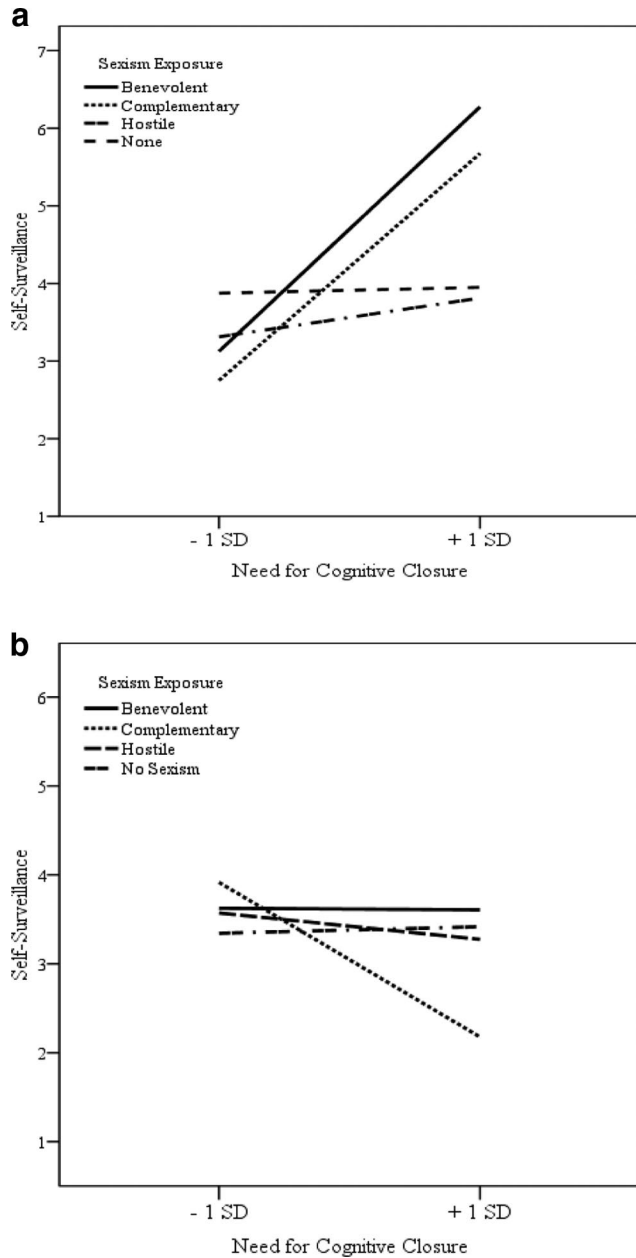 a
7
Sexism Exposure
Benevolent
Complementary
Hostile
None
6
5
4
3
2
1
Self-Surveillance
- 1 SD
+ 1 SD
Need for Cognitive Closure
b
Sexism Exposure
Benevolent
Complementary
Hostile
No Sexism
6
5
4
3
2
1
Self-Surveillance
- 1 SD
+ 1 SD
Need for Cognitive Closure